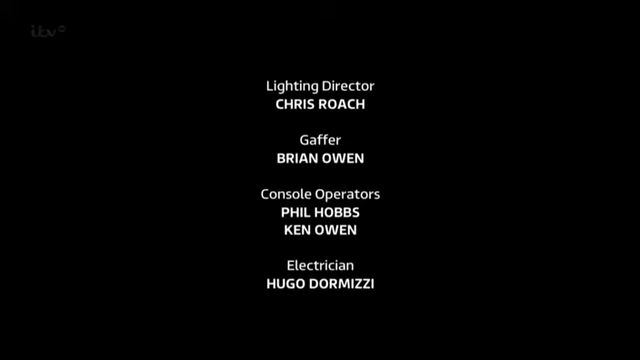 itv
Lighting Director
CHRIS ROACH
Gaffer
BRIAN OWEN
Console Operators
PHIL HOBBS
KEN OWEN
Electrician
HUGO DORMIZZI